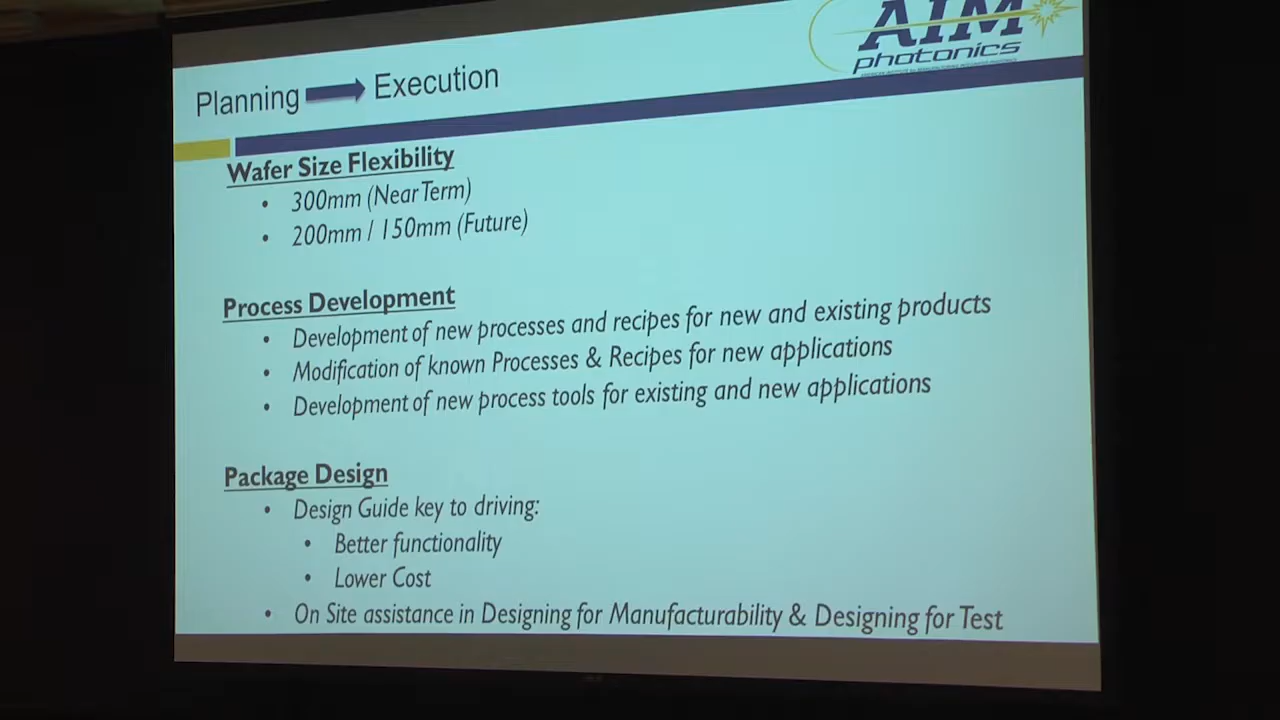 AIM
photonics
Planning Execution
Wafer Size Flexibility
• 300mm (Near Term)
• 200mm / 150mm (Future)
Process Development
• Development of new processes and recipes for new and existing products
• Modification of known Processes & Recipes for new applications
• Development of new process tools for existing and new applications
Package Design
• Design Guide key to driving:
• Better functionality
• Lower Cost
• On Site assistance in Designing for Manufacturability & Designing for Test